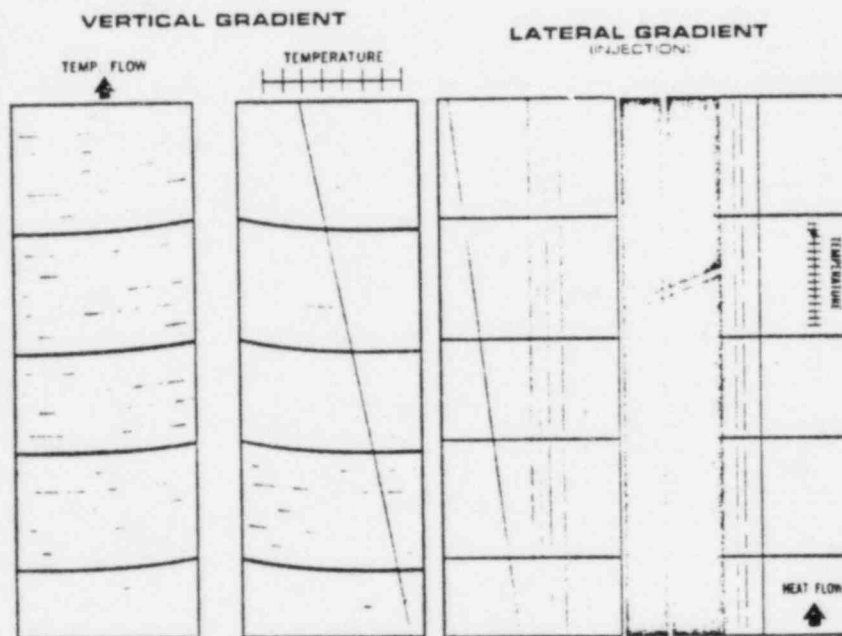 VERTICAL GRADIENT
TEMP. FLOW
TEMPERATURE
LATERAL GRADIENT
(INJECTION)
TEMPERATURE
HEAT FLOW